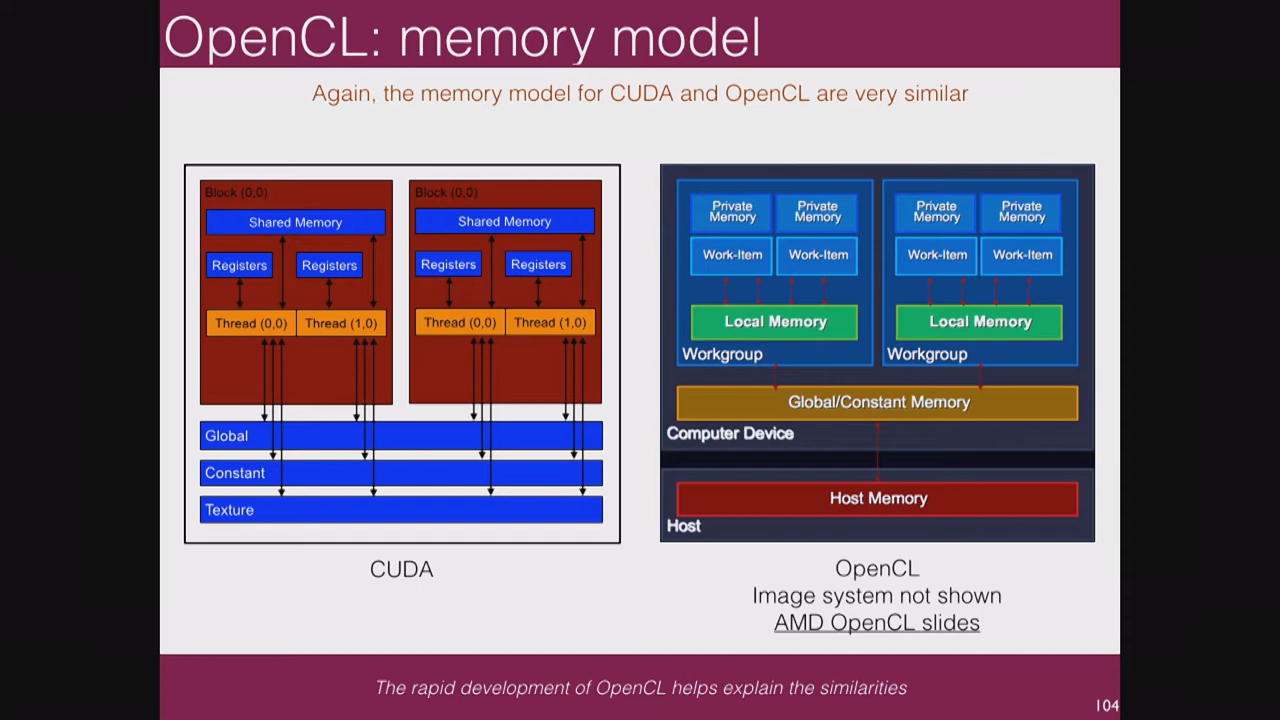 OpenCL: memory model
Again, the memory model for CUDA and OpenCL are very similar
Block (0,0)
Shared Memory
Registers
Registers
Thread (0,0)
Thread (1,0)
Block (0,0)
Shared Memory
Registers
Registers
Thread (0,0)
Thread (1,0)
Global
Constant
Texture
CUDA
Private
Memory
Private
Memory
Work-Item
Work-Item
Local Memory
Workgroup
Private
Memory
Private
Memory
Work-Item
Work-Item
Local Memory
Workgroup
Global/Constant Memory
Computer Device
Host Memory
Host
OpenCL
Image system not shown
AMD OpenCL slides
The rapid development of OpenCL helps explain the similarities
104